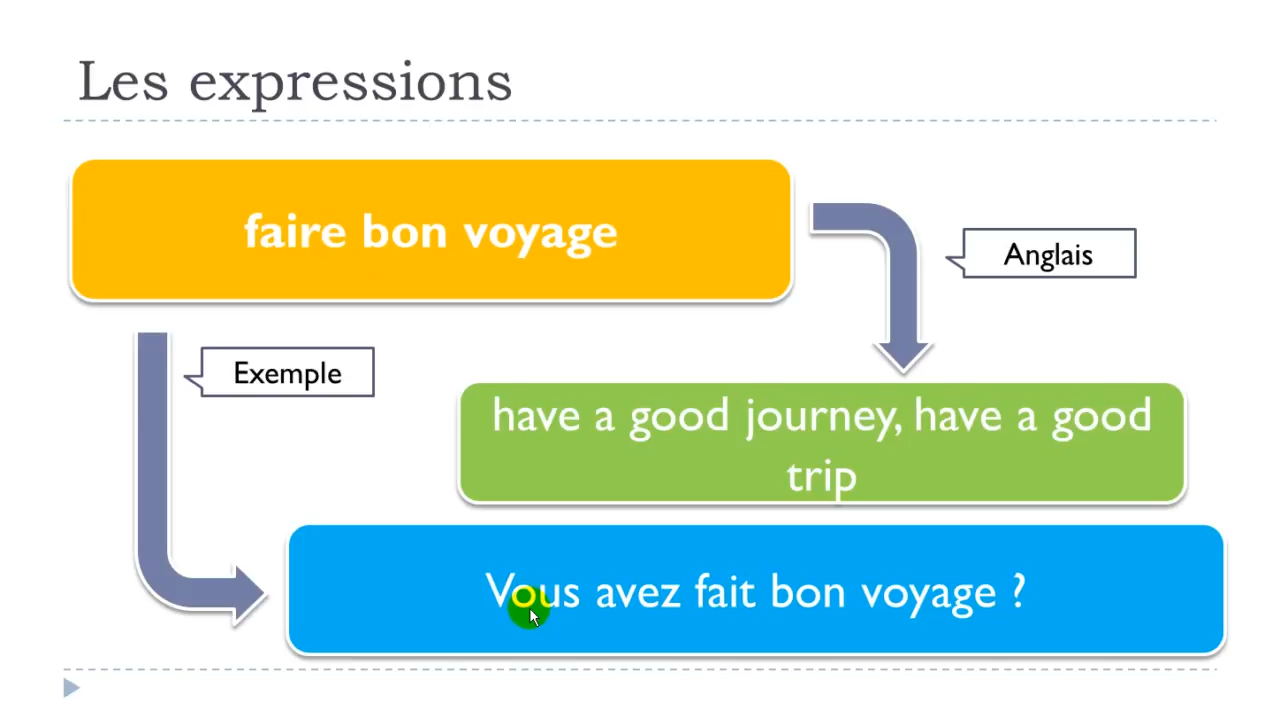 Les expressions
faire bon voyage
Anglais
Exemple
have a good journey, have a good
trip
Vous avez fait bon voyage ?